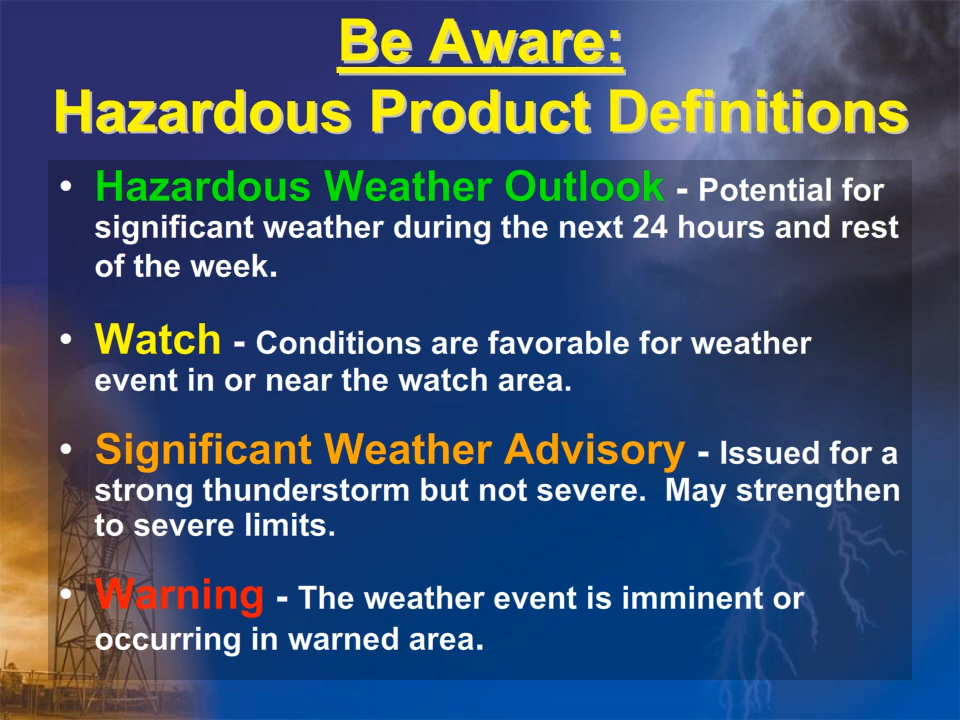 Be Aware:
Hazardous Product Definitions
• Hazardous Weather Outlook - Potential for
significant weather during the next 24 hours and rest
of the week.
• Watch - Conditions are favorable for weather
event in or near the watch area.
• Significant Weather Advisory - Issued for a
strong thunderstorm but not severe.  May strengthen
to severe limits.
• Warning - The weather event is imminent or
occurring in warned area.